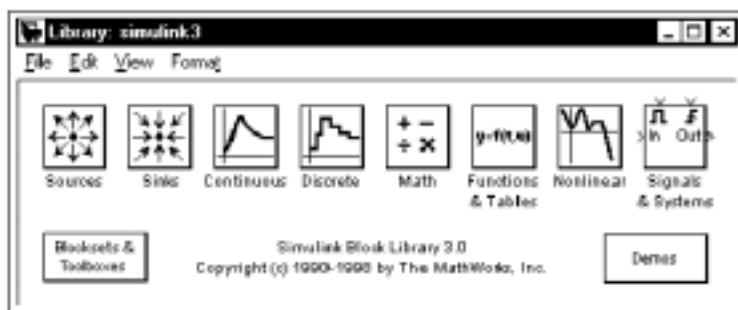 Library: simulink3
File Edit View Format
+ −
÷ ×
y=f(t,u)
In Out
Sources Sinks Continuous Discrete Math Functions & Tables Nonlinear Signals & Systems
Blocksets & Toolboxes
Simulink Block Library 3.0
Copyright (c) 1990-1998 by The MathWorks, Inc.
Demos